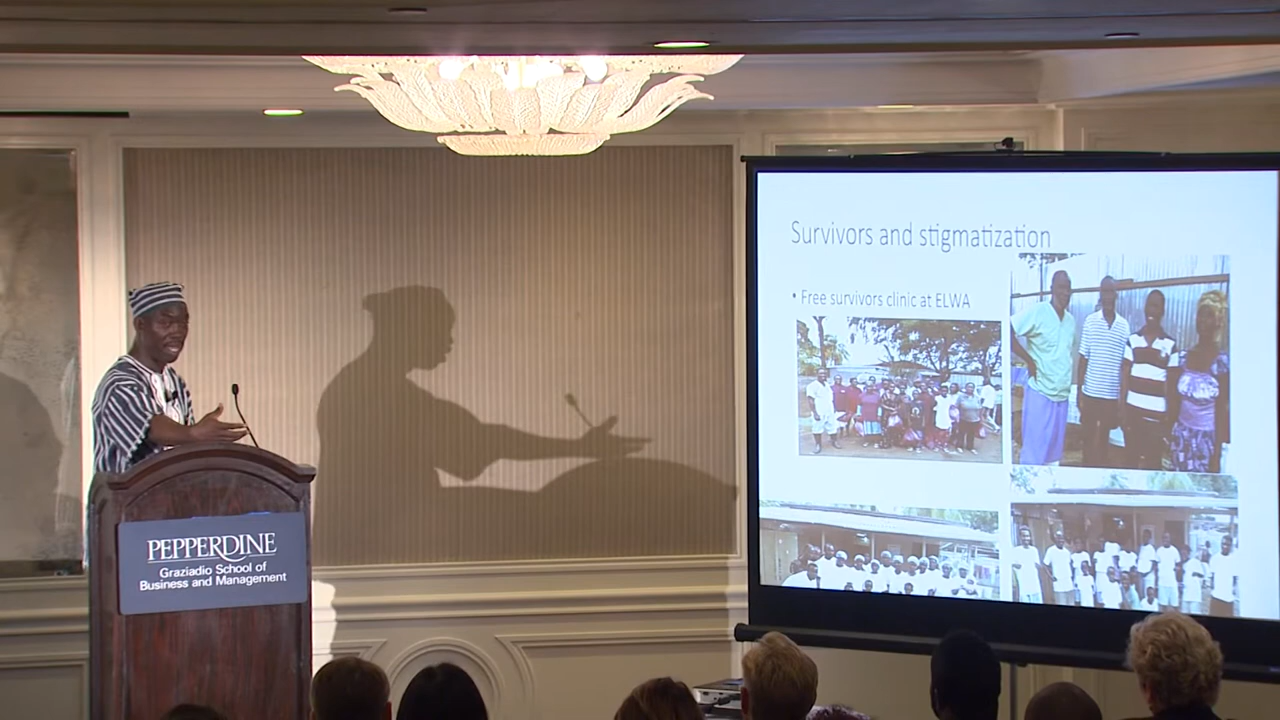 PEPPERDINE
Graziadio School of
Business and Management
Survivors and stigmatization
• Free survivors clinic at ELWA